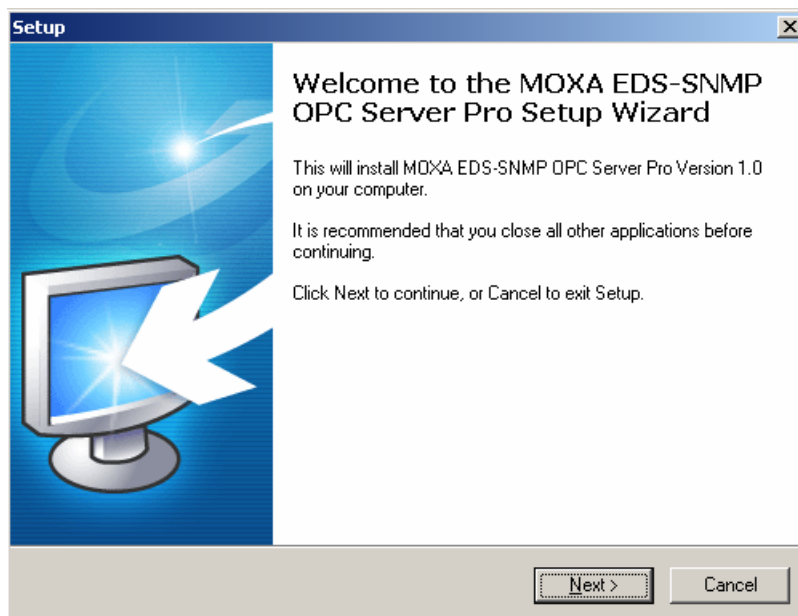 Setup
Welcome to the MOXA EDS-SNMP
OPC Server Pro Setup Wizard
This will install MOXA EDS-SNMP OPC Server Pro Version 1.0
on your computer.
It is recommended that you close all other applications before
continuing.
Click Next to continue, or Cancel to exit Setup.
Next >
Cancel